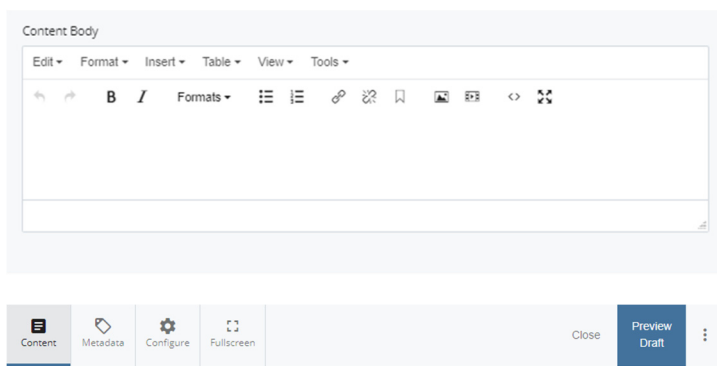 Content Body
Edit Format Insert Table View Tools
B I Formats
Content Metadata Configure Fullscreen Close Preview Draft